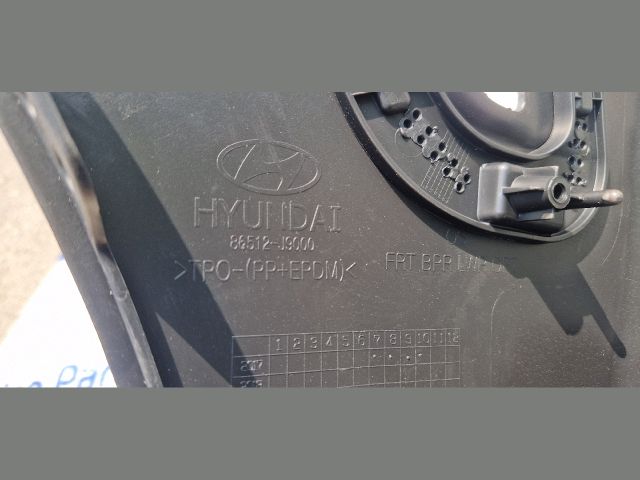 HYUNDAI
86512-J9000
>TPO-(PP+EPDM)<
FRT BPR LWR
1 2 3 4 5 6 7 8 9 10 11 12
2017